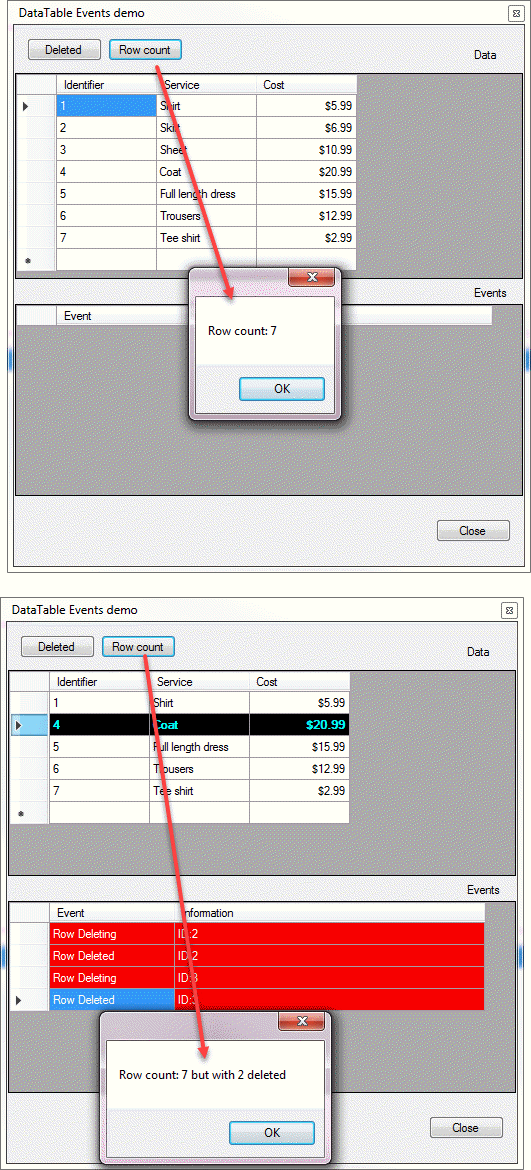 DataTable Events demo
Deleted Row count
Data
Identifier Service Cost
1 Shirt $5.99
2 Skirt $6.99
3 Sheet $10.99
4 Coat $20.99
5 Full length dress $15.99
6 Trousers $12.99
7 Tee shirt $2.99
Events
Event
Row count: 7
OK
Close
DataTable Events demo
Deleted Row count
Data
Identifier Service Cost
1 Shirt $5.99
4 Coat $20.99
5 Full length dress $15.99
6 Trousers $12.99
7 Tee shirt $2.99
Events
Event Information
Row Deleting ID:2
Row Deleted ID:2
Row Deleting ID:3
Row Deleted ID:3
Row count: 7 but with 2 deleted
OK
Close